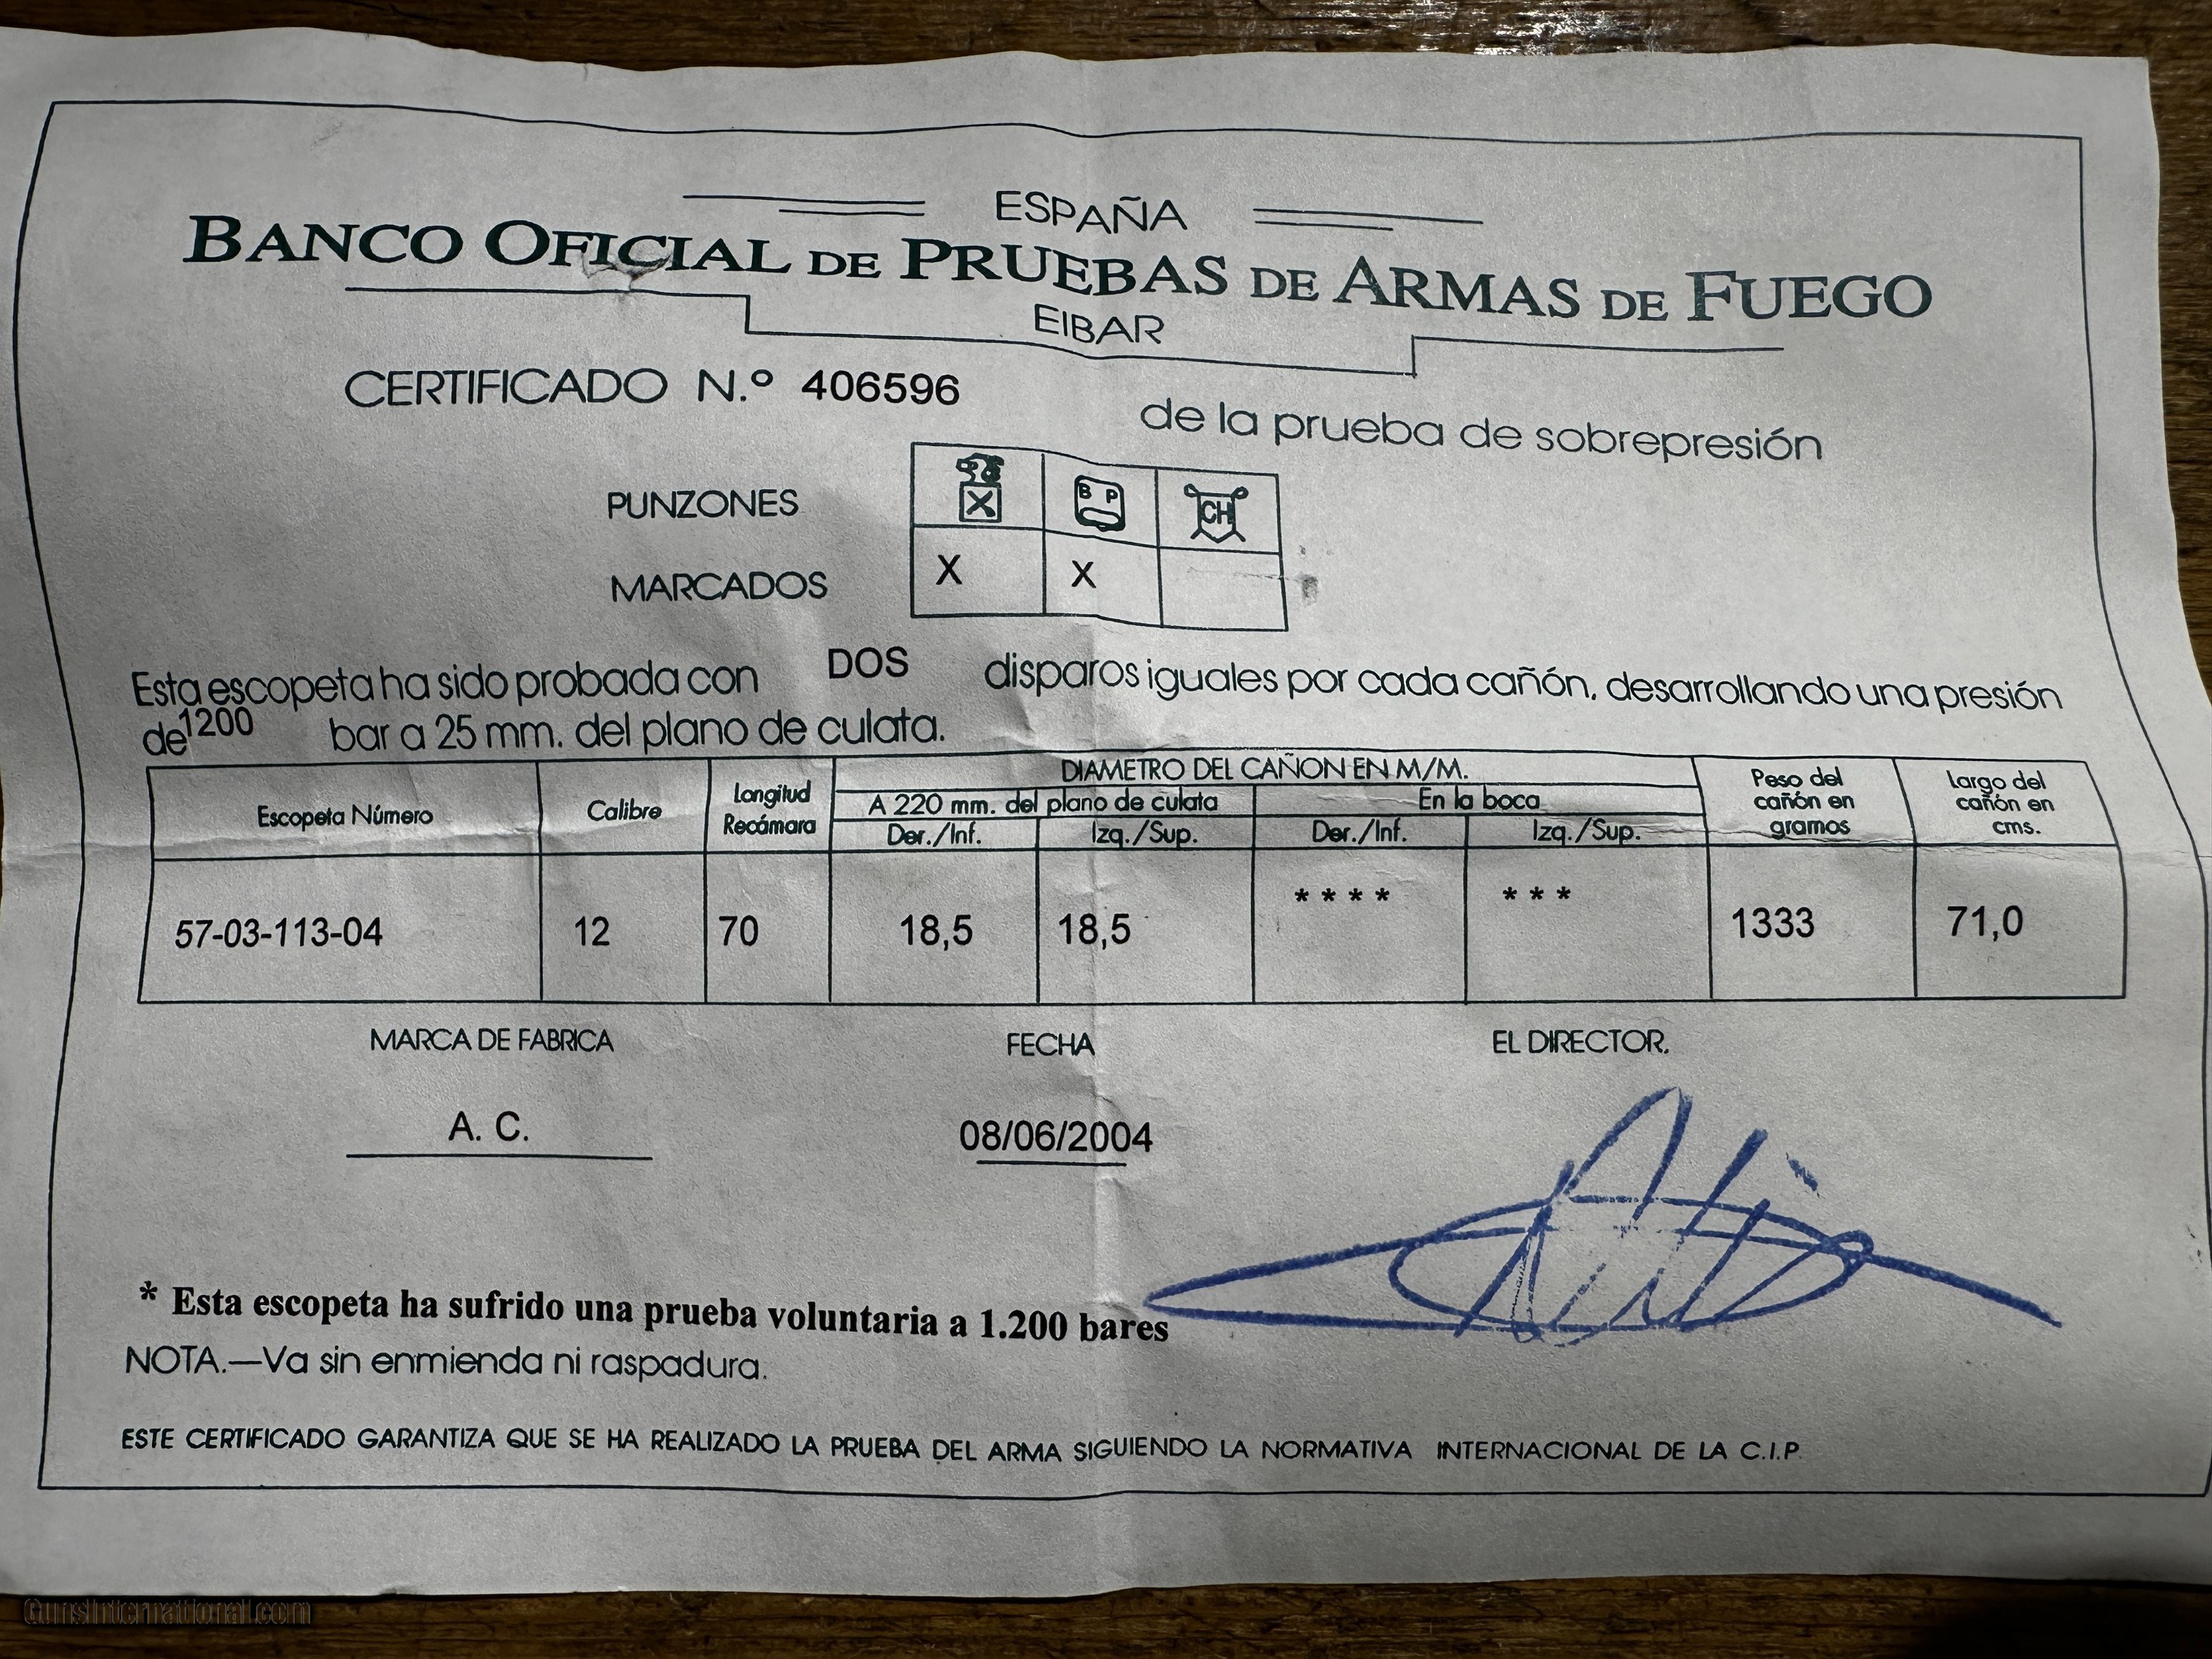 ESPAÑA
BANCO OFICIAL DE PRUEBAS DE ARMAS DE FUEGO
EIBAR
CERTIFICADO N.º 406596
de la prueba de sobrepresión
PUNZONES X B P CH
MARCADOS X X
Esta escopeta ha sido probada con DOS disparos iguales por cada cañón, desarrollando una presión
de 1200 bar a 25 mm. del plano de culata.
Escopeta Número Calibre Longitud Recámara DIAMETRO DEL CAÑON EN M/M. Peso del cañón en gramos Largo del cañón en cms.
A 220 mm. del plano de culata En la boca
Der./Inf. Izq./Sup. Der./Inf. Izq./Sup.
57-03-113-04 12 70 18,5 18,5 **** *** 1333 71,0
MARCA DE FABRICA FECHA EL DIRECTOR,
A. C. 08/06/2004
* Esta escopeta ha sufrido una prueba voluntaria a 1.200 bares
NOTA.—Va sin enmienda ni raspadura.
ESTE CERTIFICADO GARANTIZA QUE SE HA REALIZADO LA PRUEBA DEL ARMA SIGUIENDO LA NORMATIVA INTERNACIONAL DE LA C.I.P.
GunsInternational.com